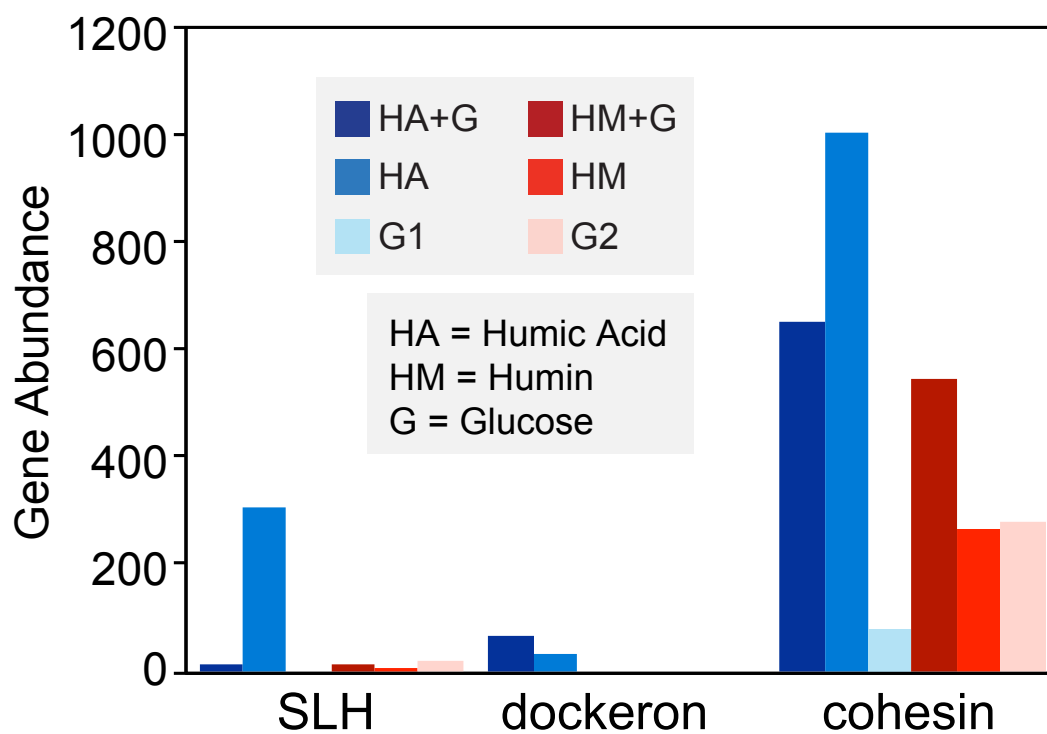 1200
1000
800
600
400
200
0
Gene Abundance
HA+G HM+G
HA HM
G1 G2
HA = Humic Acid
HM = Humin
G = Glucose
SLH dockeron cohesin